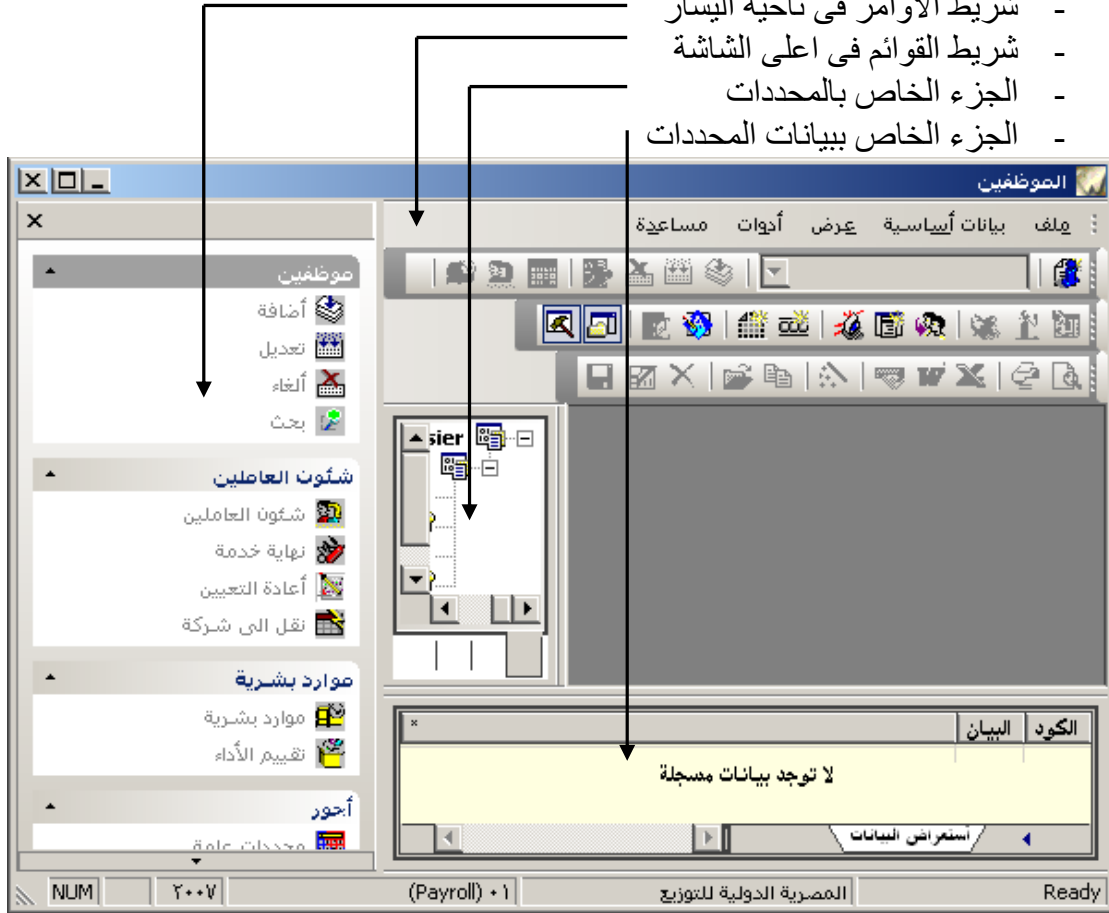 - شريط الاوامر فى ناحية اليسار
- شريط القوائم فى اعلى الشاشة
- الجزء الخاص بالمحددات
- الجزء الخاص ببيانات المحددات
الموظفين
ملف بيانات أساسية عرض أدوات مساعدة
موظفين
أضافة
تعديل
ألغاء
بحث
شئون العاملين
شئون العاملين
نهاية خدمة
أعادة التعيين
نقل الى شركة
موارد بشرية
موارد بشرية
تقييم الأداء
أجور
محددات عامة
sier
الكود البيان
لا توجد بيانات مسجلة
أستعراض البيانات
Ready
المصرية الدولية للتوزيع
٠١ (Payroll)
٢٠٠٧
NUM